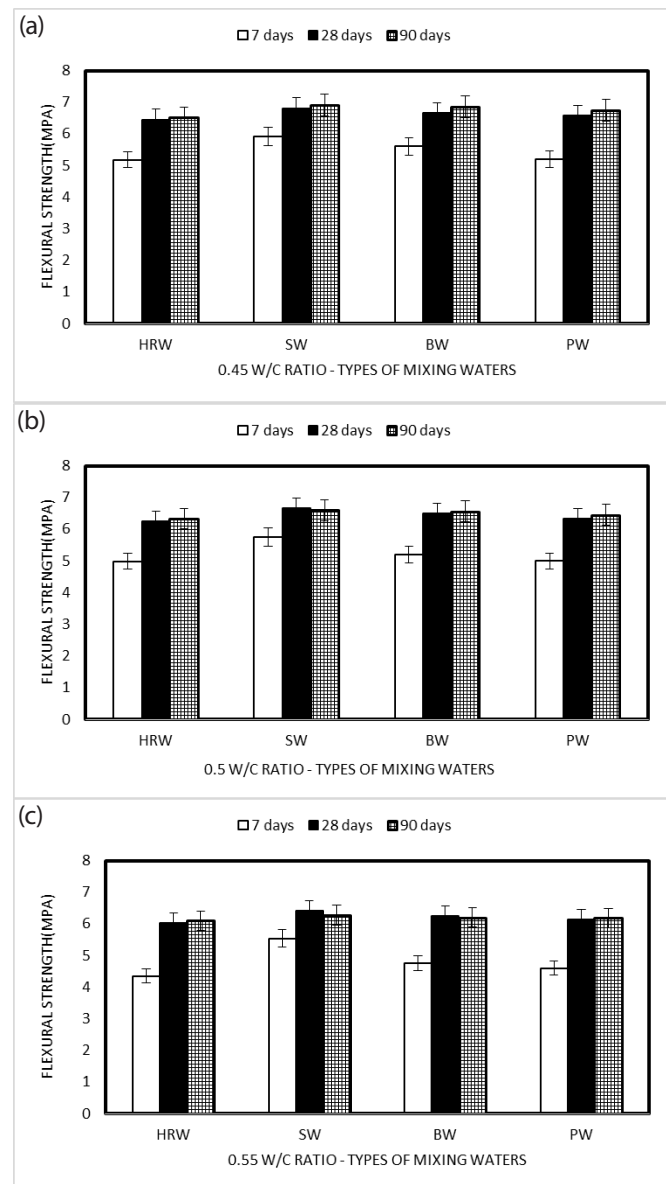 (a)
7 days 28 days 90 days
8
7
6
5
4
3
2
1
0
FLEXURAL STRENGTH(MPA)
HRW SW BW PW
0.45 W/C RATIO - TYPES OF MIXING WATERS
(b)
7 days 28 days 90 days
8
7
6
5
4
3
2
1
0
FLEXURAL STRENGTH(MPA)
HRW SW BW PW
0.5 W/C RATIO - TYPES OF MIXING WATERS
(c)
7 days 28 days 90 days
8
7
6
5
4
3
2
1
0
FLEXURAL STRENGTH(MPA)
HRW SW BW PW
0.55 W/C RATIO - TYPES OF MIXING WATERS